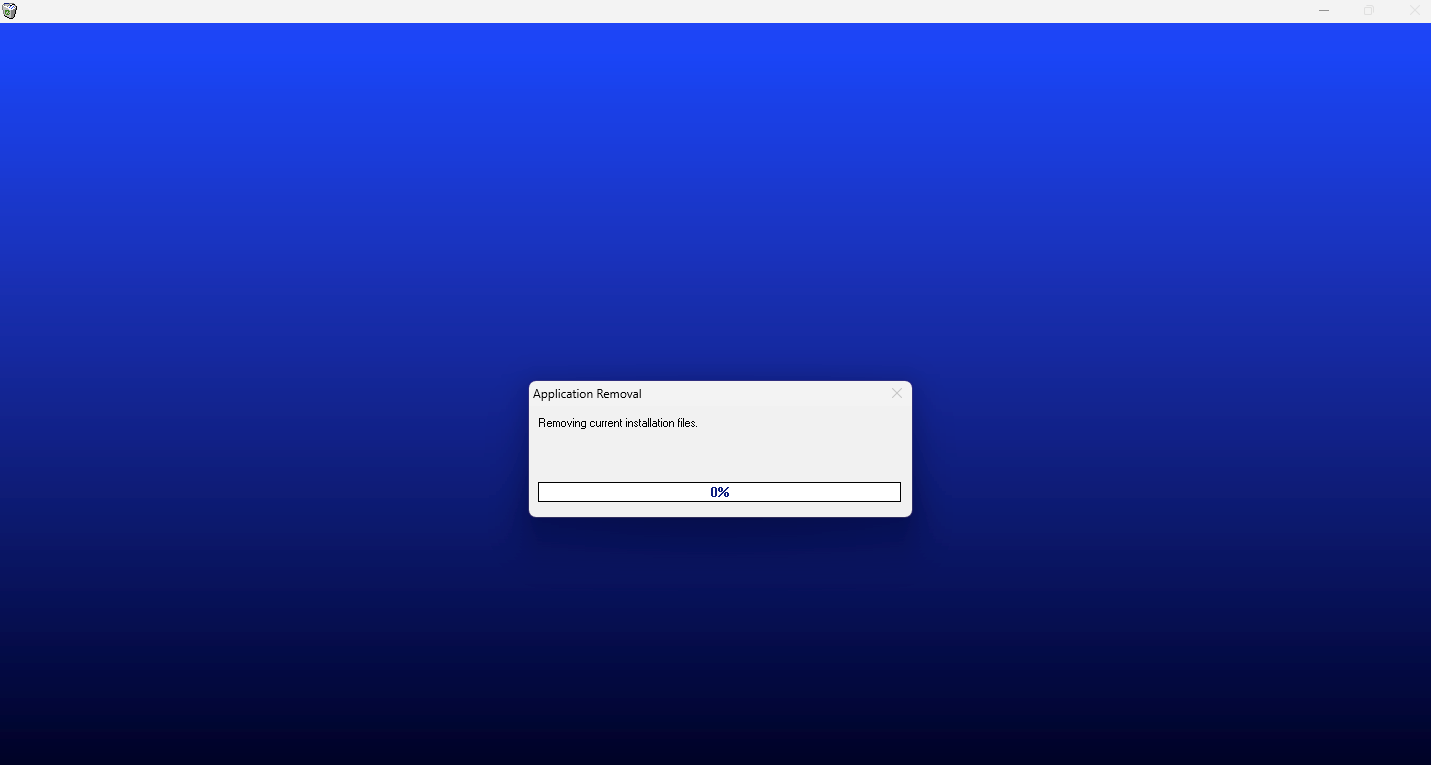 Application Removal
Removing current installation files.
0%